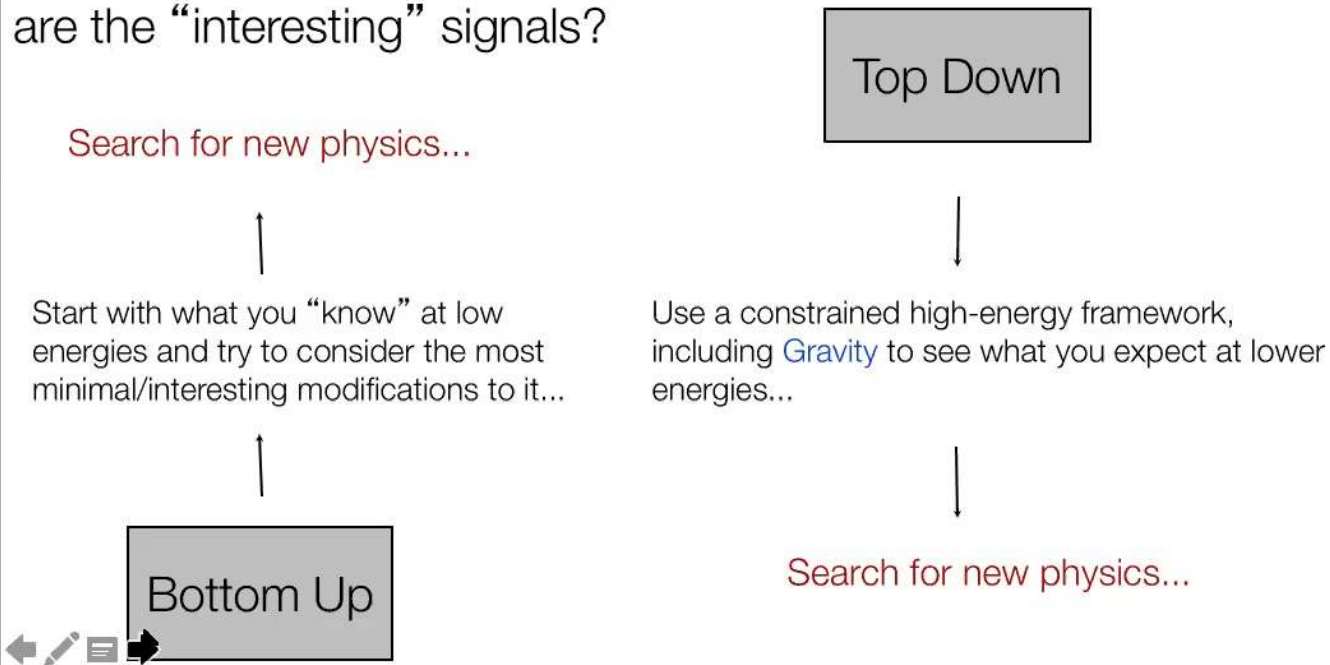 are the “interesting” signals?
Search for new physics...
Start with what you “know” at low
energies and try to consider the most
minimal/interesting modifications to it...
Bottom Up
Top Down
Use a constrained high-energy framework,
including Gravity to see what you expect at lower
energies...
Search for new physics...